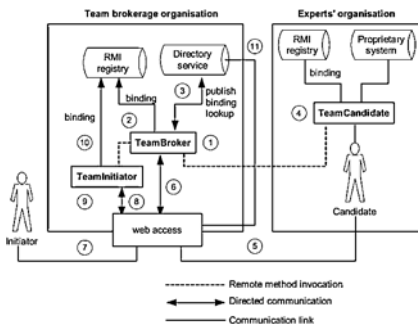 Team brokerage organisation
Experts' organisation
RMI
registry
Directory
service
11
RMI
registry
Proprietary
system
binding
3
publish
binding
lookup
binding
binding
2
4
TeamCandidate
10
TeamBroker
1
TeamInitiator
9
8
6
Initiator
7
web access
5
Candidate
Remote method invocation
Directed communication
Communication link